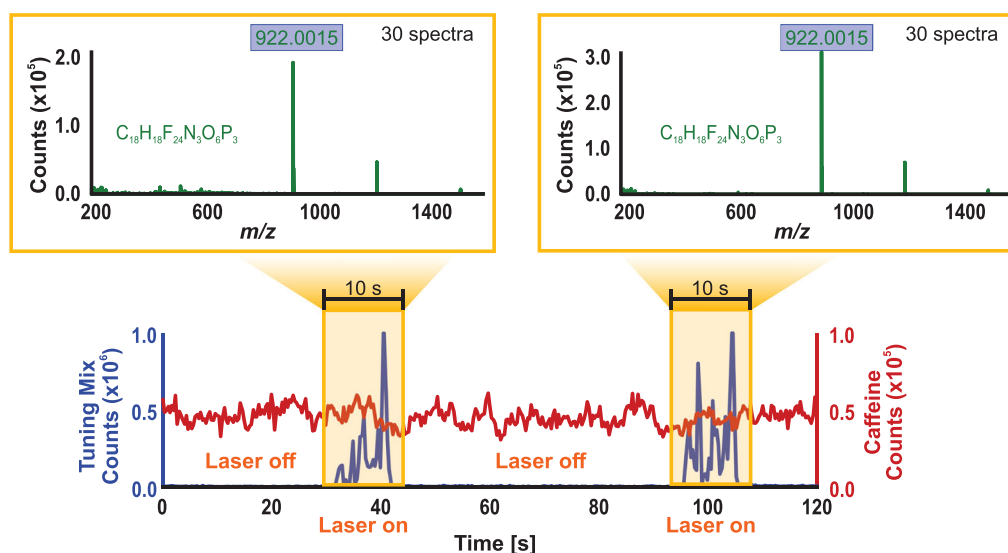 922.0015
30 spectra
2.0
1.0
0.0
Counts (x10⁵)
C₁₈H₁₈F₂₄N₃O₆P₃
200 600 1000 1400
m/z
922.0015
30 spectra
3.0
2.0
1.0
0.0
Counts (x10⁵)
C₁₈H₁₈F₂₄N₃O₆P₃
200 600 1000 1400
m/z
10 s
10 s
Tuning Mix
Counts (x10⁶)
1.0
0.5
0.0
1.0
0.5
0.0
Caffeine
Counts (x10⁵)
Laser off
Laser off
0 20 40 60 80 100 120
Laser on
Laser on
Time [s]